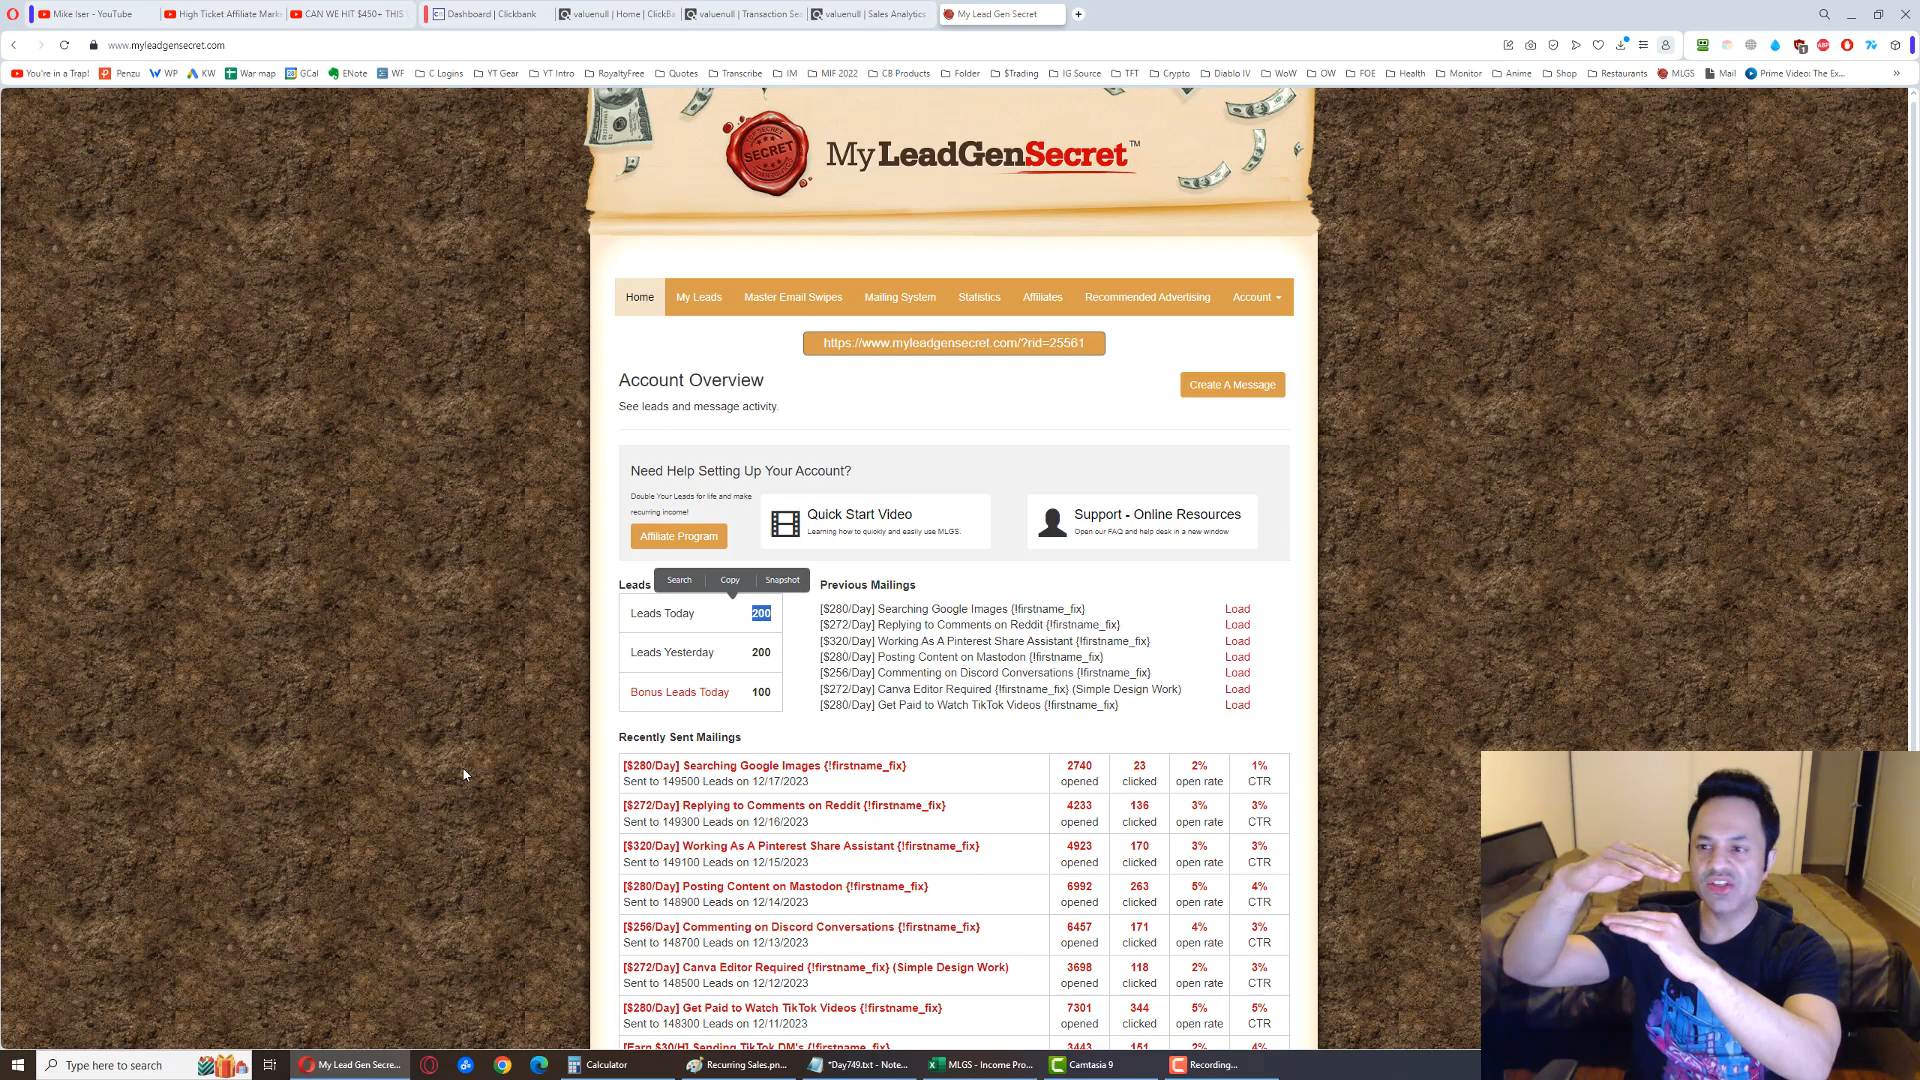 Mike Iser - YouTube
High Ticket Affiliate Mark
CAN WE HIT $450+ THIS
Dashboard | Clickbank
valuenull | Home | ClickBa
valuenull | Transaction Sea
valuenull | Sales Analytics
My Lead Gen Secret
www.myleadgensecret.com
You're in a Trap!
Penzu
WP
KW
War map
GCal
ENote
WF
C Logins
YT Gear
YT Intro
RoyaltyFree
Quotes
Transcribe
IM
MIF 2022
CB Products
Folder
$Trading
IG Source
TFT
Crypto
Diablo IV
WoW
OW
FOE
Health
Monitor
Anime
Shop
Restaurants
MLGS
Mail
Prime Video: The Ex...
SECRET
My LeadGenSecret™
Home
My Leads
Master Email Swipes
Mailing System
Statistics
Affiliates
Recommended Advertising
Account
https://www.myleadgensecret.com/?rid=25561
Account Overview
Create A Message
See leads and message activity.
Need Help Setting Up Your Account?
Double Your Leads for life and make
recurring income!
Affiliate Program
Quick Start Video
Learning how to quickly and easily use MLGS.
Support - Online Resources
Open our FAQ and help desk in a new window
Leads
Search
Copy
Snapshot
Leads Today 200
Leads Yesterday 200
Bonus Leads Today 100
Previous Mailings
[$280/Day] Searching Google Images {!firstname_fix} Load
[$272/Day] Replying to Comments on Reddit {!firstname_fix} Load
[$320/Day] Working As A Pinterest Share Assistant {!firstname_fix} Load
[$280/Day] Posting Content on Mastodon {!firstname_fix} Load
[$256/Day] Commenting on Discord Conversations {!firstname_fix} Load
[$272/Day] Canva Editor Required {!firstname_fix} (Simple Design Work) Load
[$280/Day] Get Paid to Watch TikTok Videos {!firstname_fix} Load
Recently Sent Mailings
[$280/Day] Searching Google Images {!firstname_fix} 2740 23 2% 1%
Sent to 149500 Leads on 12/17/2023 opened clicked open rate CTR
[$272/Day] Replying to Comments on Reddit {!firstname_fix} 4233 136 3% 3%
Sent to 149300 Leads on 12/16/2023 opened clicked open rate CTR
[$320/Day] Working As A Pinterest Share Assistant {!firstname_fix} 4923 170 3% 3%
Sent to 149100 Leads on 12/15/2023 opened clicked open rate CTR
[$280/Day] Posting Content on Mastodon {!firstname_fix} 6992 263 5% 4%
Sent to 148900 Leads on 12/14/2023 opened clicked open rate CTR
[$256/Day] Commenting on Discord Conversations {!firstname_fix} 6457 171 4% 3%
Sent to 148700 Leads on 12/13/2023 opened clicked open rate CTR
[$272/Day] Canva Editor Required {!firstname_fix} (Simple Design Work) 3698 118 2% 3%
Sent to 148500 Leads on 12/12/2023 opened clicked open rate CTR
[$280/Day] Get Paid to Watch TikTok Videos {!firstname_fix} 7301 344 5% 5%
Sent to 148300 Leads on 12/11/2023 opened clicked open rate CTR
[Earn $30/H] Sending TikTok DM's {!firstname_fix} 3443 151 2% 4%
Type here to search
My Lead Gen Secre...
Calculator
Recurring Sales.pn...
*Day749.txt - Note...
MLGS - Income Pro...
Camtasia 9
Recording...